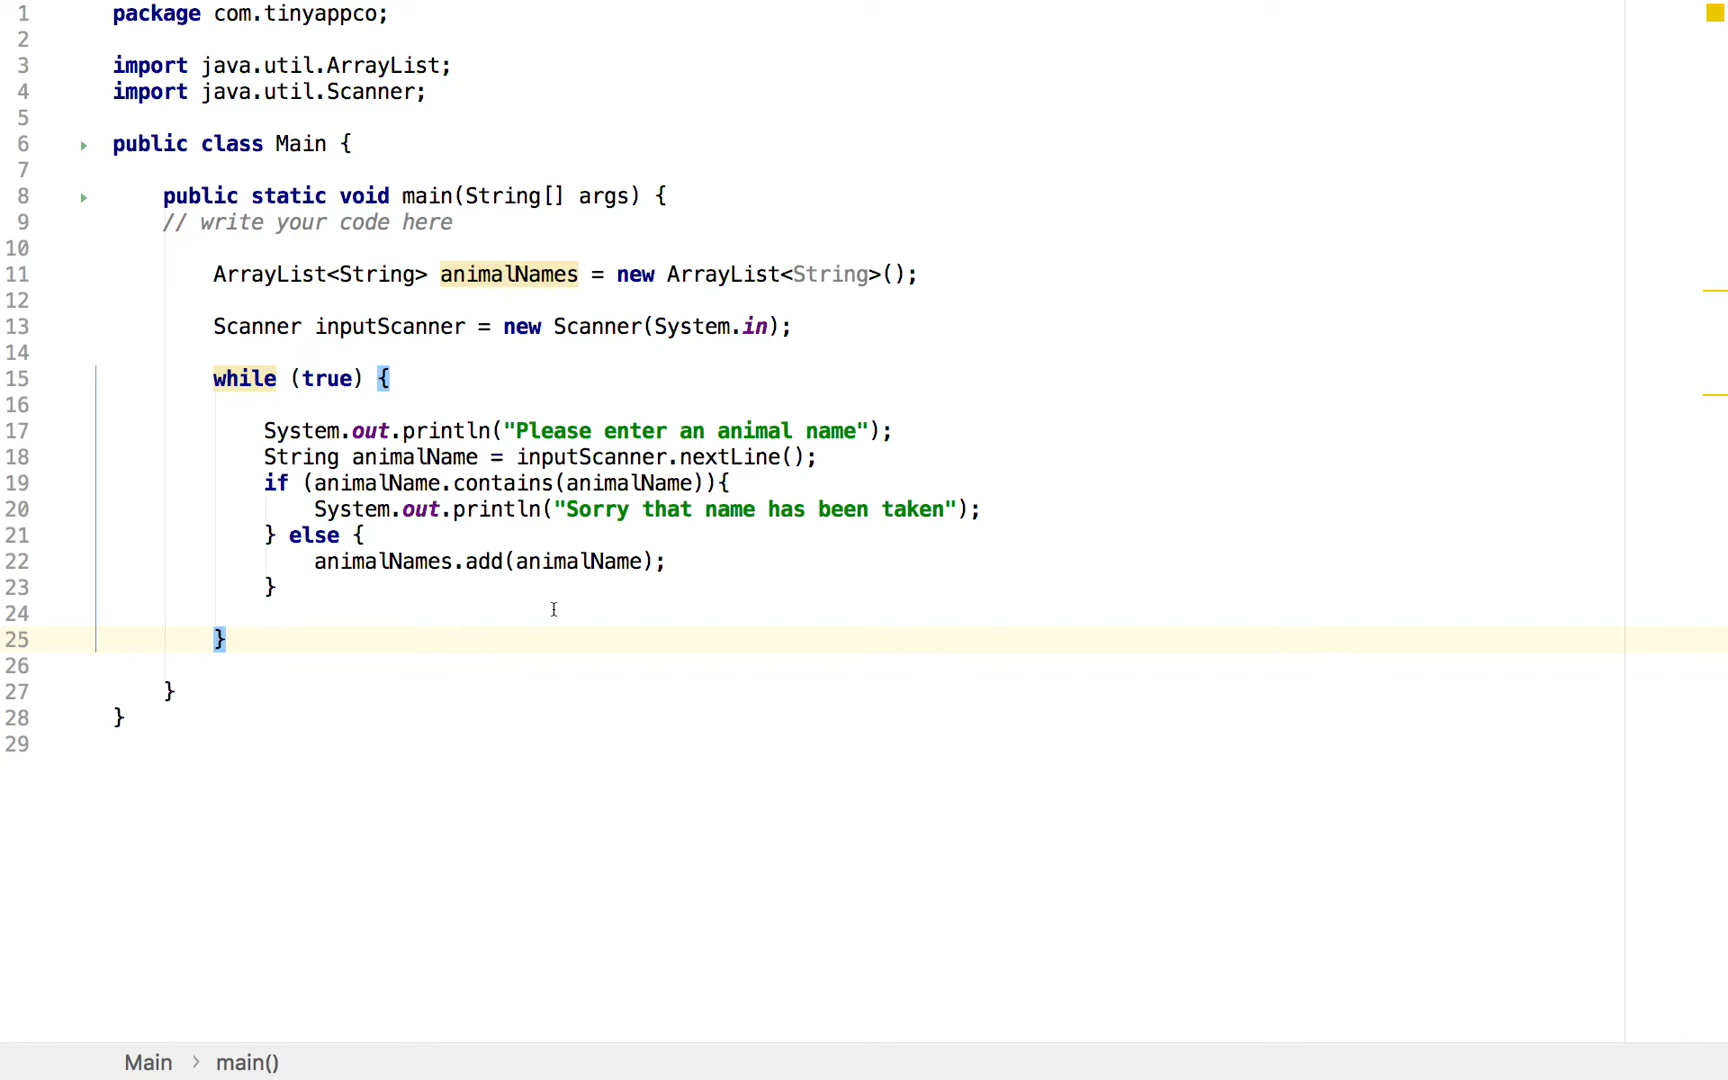 1 package com.tinyappco;
2
3 import java.util.ArrayList;
4 import java.util.Scanner;
5
6 public class Main {
7
8 public static void main(String[] args) {
9 // write your code here
10
11 ArrayList<String> animalNames = new ArrayList<String>();
12
13 Scanner inputScanner = new Scanner(System.in);
14
15 while (true) {
16
17 System.out.println("Please enter an animal name");
18 String animalName = inputScanner.nextLine();
19 if (animalName.contains(animalName)){
20 System.out.println("Sorry that name has been taken");
21 } else {
22 animalNames.add(animalName);
23 }
24
25 }
26
27 }
28 }
29
Main > main()